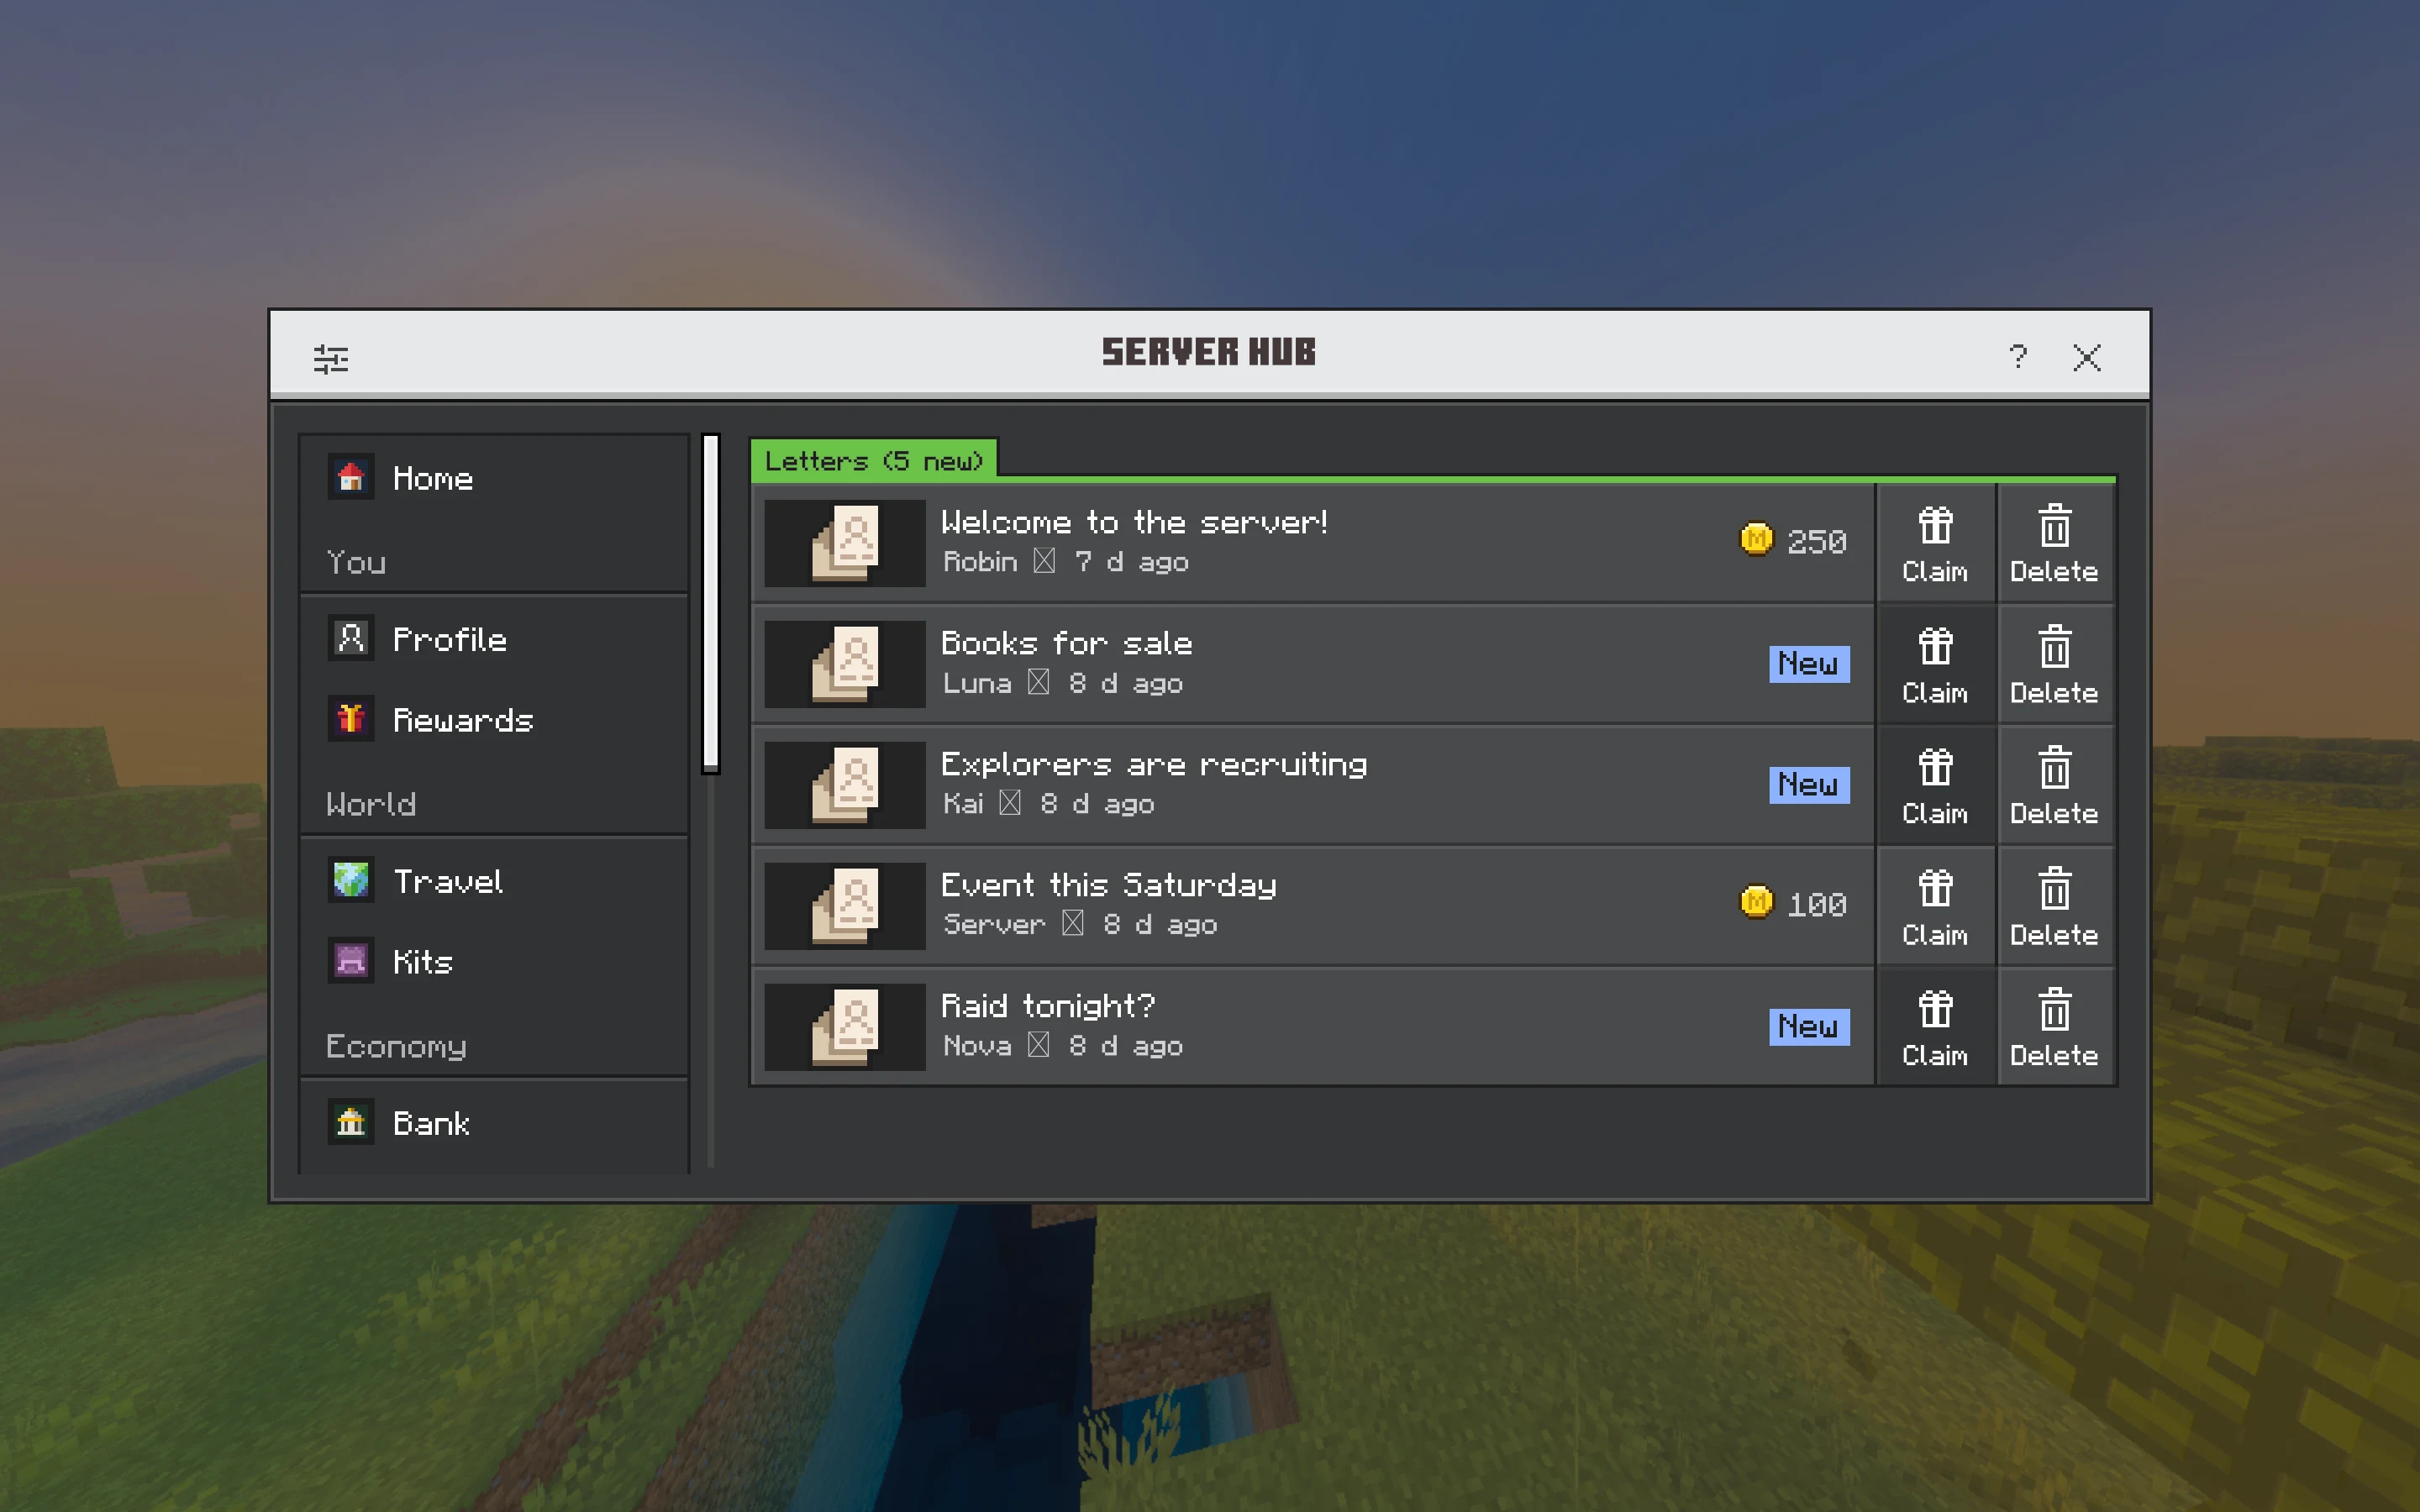 SERVER HUB
?
Home
You
Profile
Rewards
World
Travel
Kits
Economy
Bank
Letters (5 new)
Welcome to the server!
Robin 7 d ago
250
Claim
Delete
Books for sale
Luna 8 d ago
New
Claim
Delete
Explorers are recruiting
Kai 8 d ago
New
Claim
Delete
Event this Saturday
Server 8 d ago
100
Claim
Delete
Raid tonight?
Nova 8 d ago
New
Claim
Delete